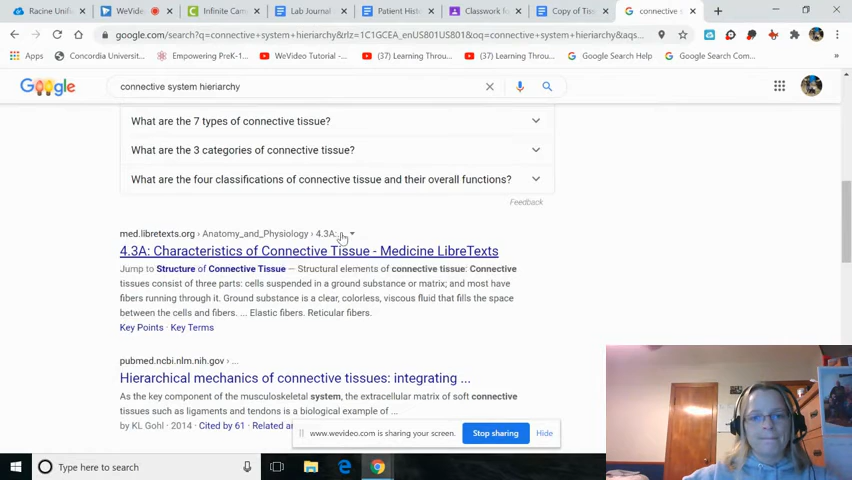 Racine Unifi
WeVideo
Infinite Cam
Lab Journal
Patient Hist
Classwork fo
Copy of Tiss
connective s
google.com/search?q=connective+system+hierarchy&rlz=1C1GCEA_enUS801US801&oq=connective+system+hierarchy&aqs
Apps
Concordia Universit...
Empowering PreK-1...
WeVideo Tutorial -...
(37) Learning Throu...
(37) Learning Throu...
Google Search Help
Google Search Com...
Google
connective system hiearchy
What are the 7 types of connective tissue?
What are the 3 categories of connective tissue?
What are the four classifications of connective tissue and their overall functions?
Feedback
med.libretexts.org › Anatomy_and_Physiology › 4.3A:
4.3A: Characteristics of Connective Tissue - Medicine LibreTexts
Jump to Structure of Connective Tissue — Structural elements of connective tissue: Connective
tissues consist of three parts: cells suspended in a ground substance or matrix; and most have
fibers running through it. Ground substance is a clear, colorless, viscous fluid that fills the space
between the cells and fibers. ... Elastic fibers. Reticular fibers.
Key Points · Key Terms
pubmed.ncbi.nlm.nih.gov › ...
Hierarchical mechanics of connective tissues: integrating ...
As the key component of the musculoskeletal system, the extracellular matrix of soft connective
tissues such as ligaments and tendons is a biological example of ...
by KL Gohl · 2014 · Cited by 61 · Related ar
www.wevideo.com is sharing your screen.
Stop sharing
Hide
Type here to search